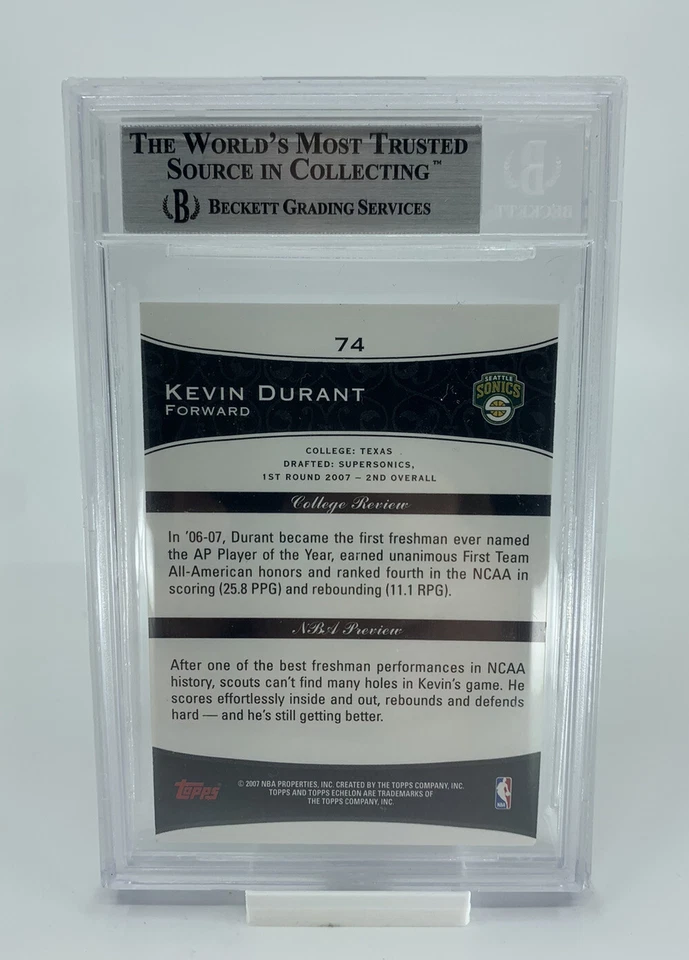 THE WORLD'S MOST TRUSTED
SOURCE IN COLLECTING™
B BECKETT GRADING SERVICES
B
BECKETT
74
KEVIN DURANT
FORWARD
SEATTLE
SONICS
COLLEGE: TEXAS
DRAFTED: SUPERSONICS,
1ST ROUND 2007 – 2ND OVERALL
College Review
In '06-07, Durant became the first freshman ever named
the AP Player of the Year, earned unanimous First Team
All-American honors and ranked fourth in the NCAA in
scoring (25.8 PPG) and rebounding (11.1 RPG).
NBA Preview
After one of the best freshman performances in NCAA
history, scouts can't find many holes in Kevin's game. He
scores effortlessly inside and out, rebounds and defends
hard — and he's still getting better.
Topps
© 2007 NBA PROPERTIES, INC. CREATED BY THE TOPPS COMPANY, INC.
TOPPS AND TOPPS ECHELON ARE TRADEMARKS OF
THE TOPPS COMPANY, INC.
NBA